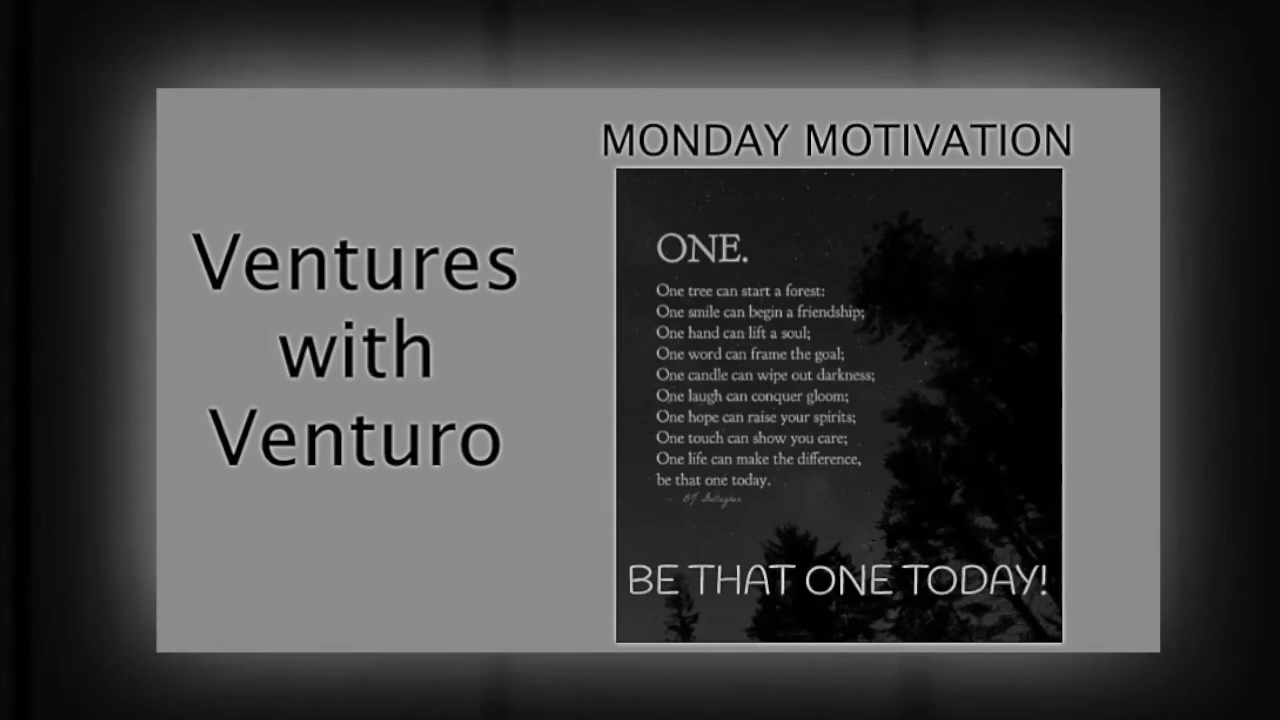 Ventures
with
Venturo
MONDAY MOTIVATION
ONE.
One tree can start a forest;
One smile can begin a friendship;
One hand can lift a soul;
One word can frame the goal;
One candle can wipe out darkness;
One laugh can conquer gloom;
One hope can raise your spirits;
One touch can show you care;
One life can make the difference,
be that one today.
- B.J. Gallagher
BE THAT ONE TODAY!